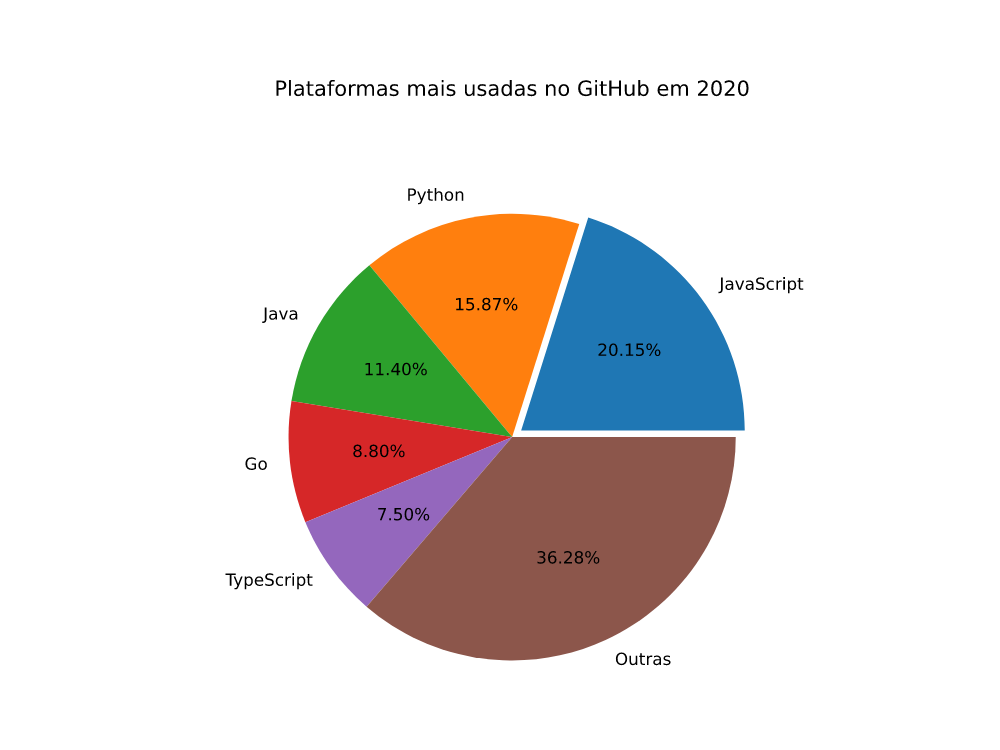 Plataformas mais usadas no GitHub em 2020
Python
JavaScript
15.87%
Java
20.15%
11.40%
8.80%
Go
7.50%
36.28%
TypeScript
Outras